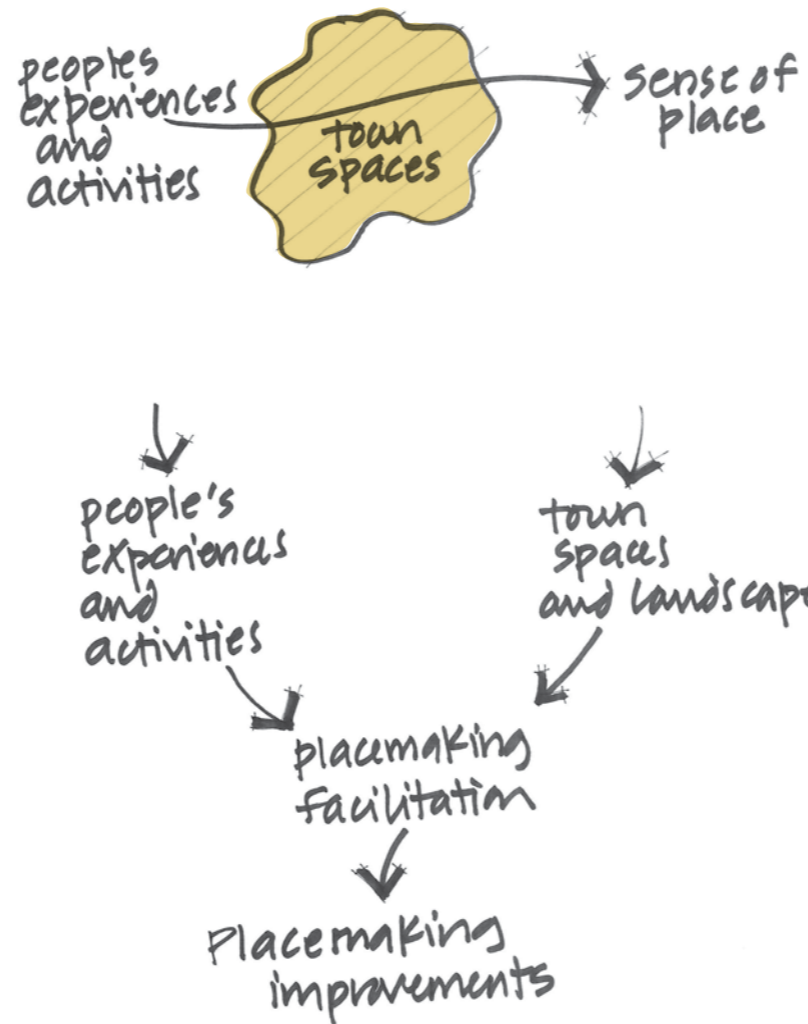 peoples
experiences
and
activities
town
spaces
sense of
place
people's
experiences
and
activities
town
spaces
and landscape
placemaking
facilitation
Placemaking
improvements